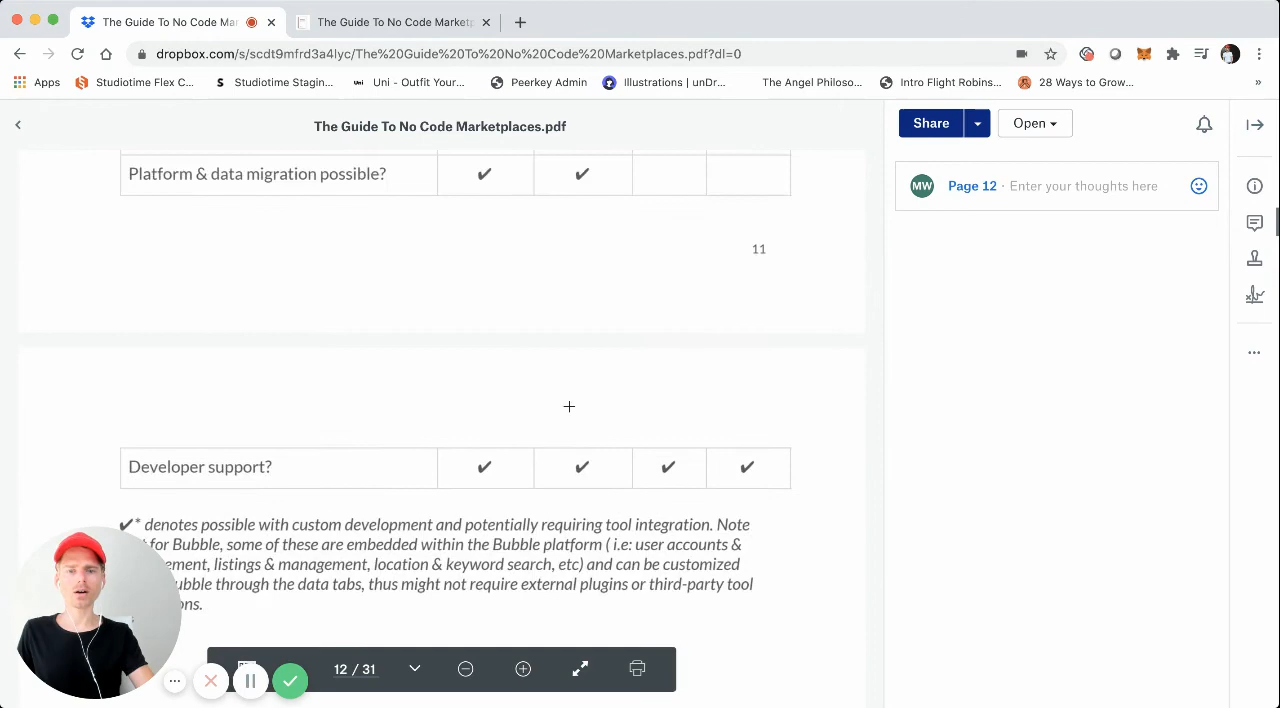 The Guide To No Code Mar
The Guide To No Code Marketp
dropbox.com/s/scdt9mfrd3a4lyc/The%20Guide%20To%20No%20Code%20Marketplaces.pdf?dl=0
Apps
Studiotime Flex C...
S Studiotime Stagin...
uni Uni - Outfit Your...
Peerkey Admin
Illustrations | unDr...
The Angel Philoso...
Intro Flight Robins...
28 Ways to Grow...
»
The Guide To No Code Marketplaces.pdf
Share
Open
Platform & data migration possible? ✔ ✔
MW Page 12 · Enter your thoughts here
11
Developer support? ✔ ✔ ✔ ✔
✔* denotes possible with custom development and potentially requiring tool integration. Note
for Bubble, some of these are embedded within the Bubble platform ( i.e: user accounts &
ement, listings & management, location & keyword search, etc) and can be customized
ubble through the data tabs, thus might not require external plugins or third-party tool
ons.
12 / 31